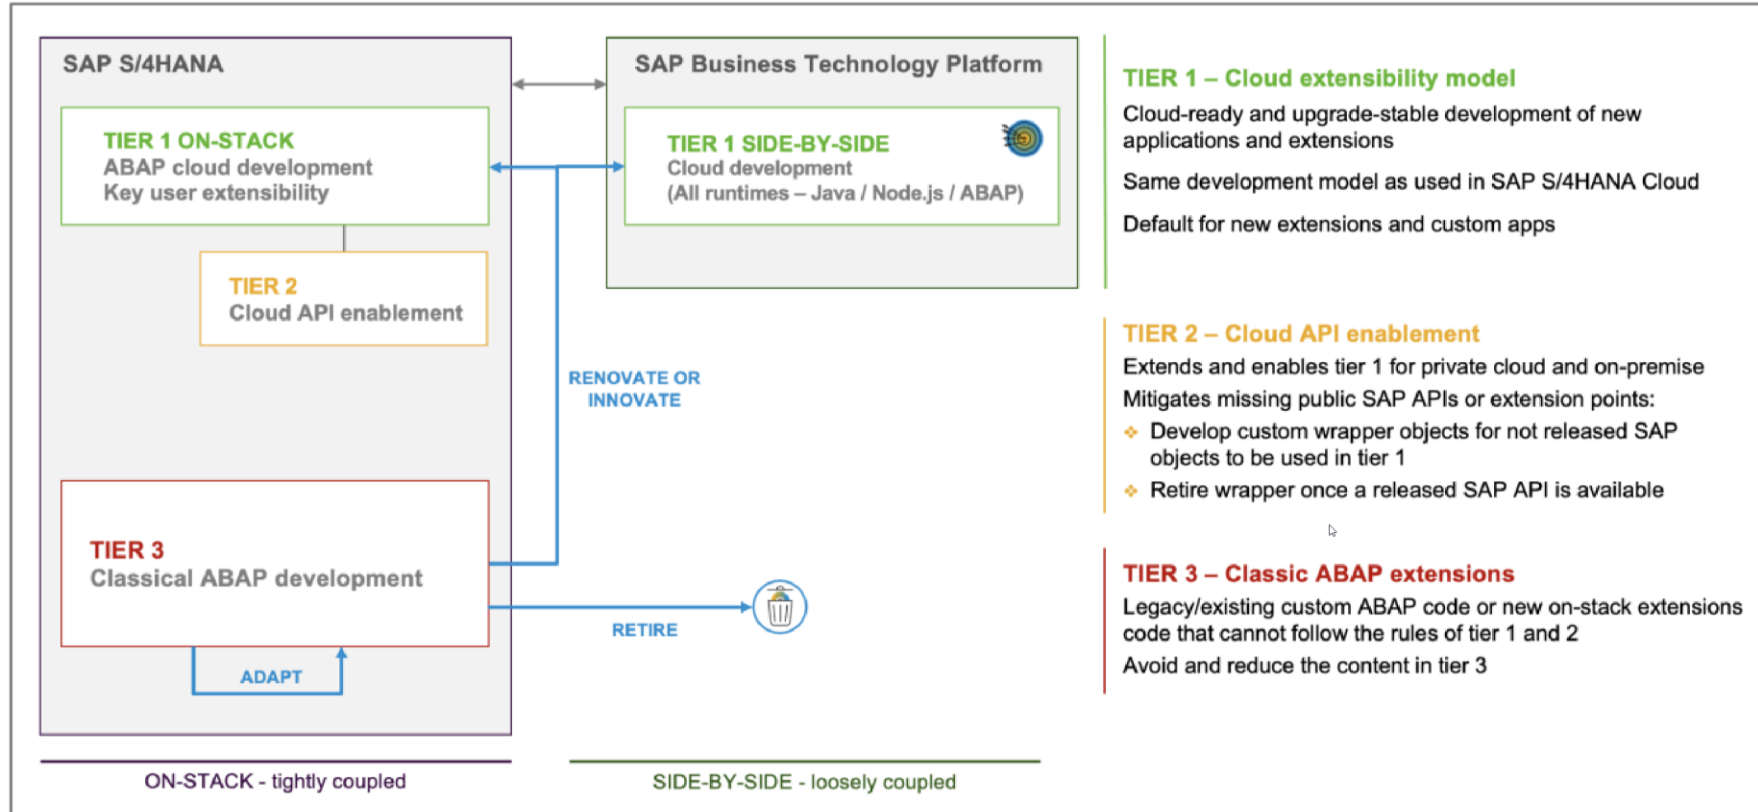 SAP S/4HANA
TIER 1 ON-STACK
ABAP cloud development
Key user extensibility
TIER 2
Cloud API enablement
TIER 3
Classical ABAP development
ADAPT
ON-STACK - tightly coupled
SAP Business Technology Platform
TIER 1 SIDE-BY-SIDE
Cloud development
(All runtimes – Java / Node.js / ABAP)
RENOVATE OR
INNOVATE
RETIRE
SIDE-BY-SIDE - loosely coupled
TIER 1 – Cloud extensibility model
Cloud-ready and upgrade-stable development of new
applications and extensions
Same development model as used in SAP S/4HANA Cloud
Default for new extensions and custom apps
TIER 2 – Cloud API enablement
Extends and enables tier 1 for private cloud and on-premise
Mitigates missing public SAP APIs or extension points:
❖ Develop custom wrapper objects for not released SAP
objects to be used in tier 1
❖ Retire wrapper once a released SAP API is available
TIER 3 – Classic ABAP extensions
Legacy/existing custom ABAP code or new on-stack extensions
code that cannot follow the rules of tier 1 and 2
Avoid and reduce the content in tier 3